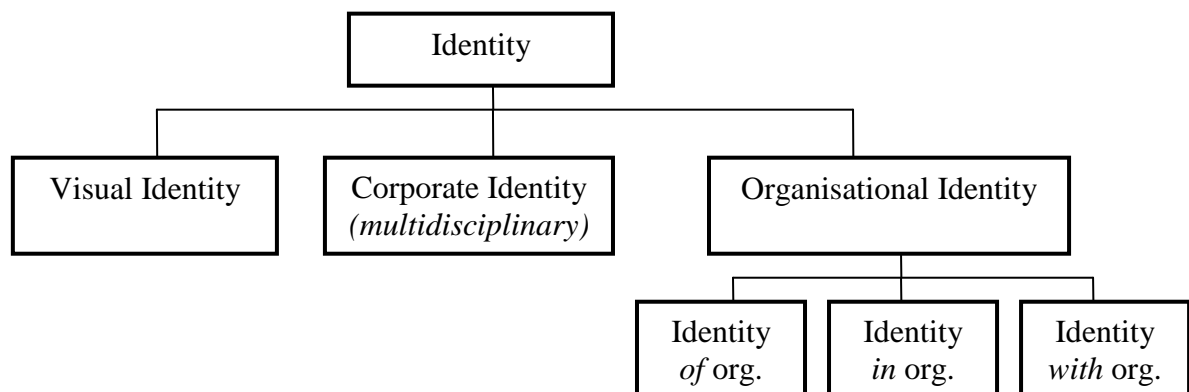 Identity
Visual Identity
Corporate Identity
(multidisciplinary)
Organisational Identity
Identity
of org.
Identity
in org.
Identity
with org.